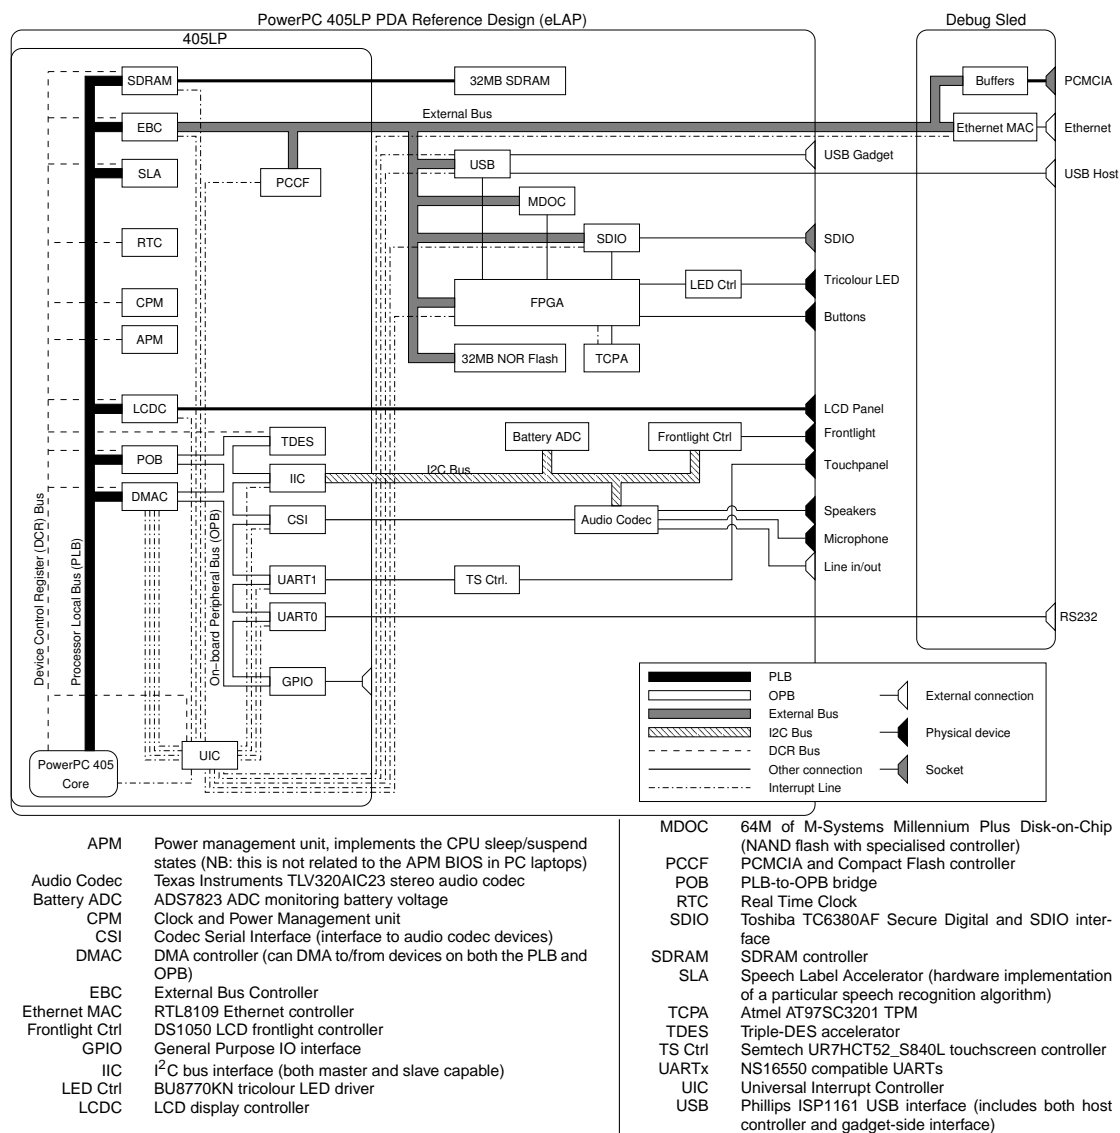 PowerPC 405LP PDA Reference Design (eLAP)
Debug Sled
405LP
SDRAM
32MB SDRAM
Buffers
PCMCIA
External Bus
EBC
Ethernet MAC
Ethernet
USB
USB Gadget
SLA
PCCF
USB Host
MDOC
RTC
SDIO
SDIO
LED Ctrl
Tricolour LED
CPM
FPGA
Buttons
APM
32MB NOR Flash
TCPA
LCDC
LCD Panel
TDES
Battery ADC
Frontlight Ctrl
Frontlight
POB
I2C Bus
Touchpanel
IIC
DMAC
Speakers
CSI
Audio Codec
Microphone
Line in/out
Device Control Register (DCR) Bus
Processor Local Bus (PLB)
On−board Peripheral Bus (OPB)
UART1
TS Ctrl.
UART0
RS232
GPIO
UIC
PowerPC 405
Core
PLB
OPB
External Bus
I2C Bus
DCR Bus
Other connection
Interrupt Line
External connection
Physical device
Socket
APM Power management unit, implements the CPU sleep/suspend
states (NB: this is not related to the APM BIOS in PC laptops)
Audio Codec Texas Instruments TLV320AIC23 stereo audio codec
Battery ADC ADS7823 ADC monitoring battery voltage
CPM Clock and Power Management unit
CSI Codec Serial Interface (interface to audio codec devices)
DMAC DMA controller (can DMA to/from devices on both the PLB and
OPB)
EBC External Bus Controller
Ethernet MAC RTL8109 Ethernet controller
Frontlight Ctrl DS1050 LCD frontlight controller
GPIO General Purpose IO interface
IIC I²C bus interface (both master and slave capable)
LED Ctrl BU8770KN tricolour LED driver
LCDC LCD display controller
MDOC 64M of M-Systems Millennium Plus Disk-on-Chip
(NAND flash with specialised controller)
PCCF PCMCIA and Compact Flash controller
POB PLB-to-OPB bridge
RTC Real Time Clock
SDIO Toshiba TC6380AF Secure Digital and SDIO inter-
face
SDRAM SDRAM controller
SLA Speech Label Accelerator (hardware implementation
of a particular speech recognition algorithm)
TCPA Atmel AT97SC3201 TPM
TDES Triple-DES accelerator
TS Ctrl Semtech UR7HCT52_S840L touchscreen controller
UARTx NS16550 compatible UARTs
UIC Universal Interrupt Controller
USB Phillips ISP1161 USB interface (includes both host
controller and gadget-side interface)